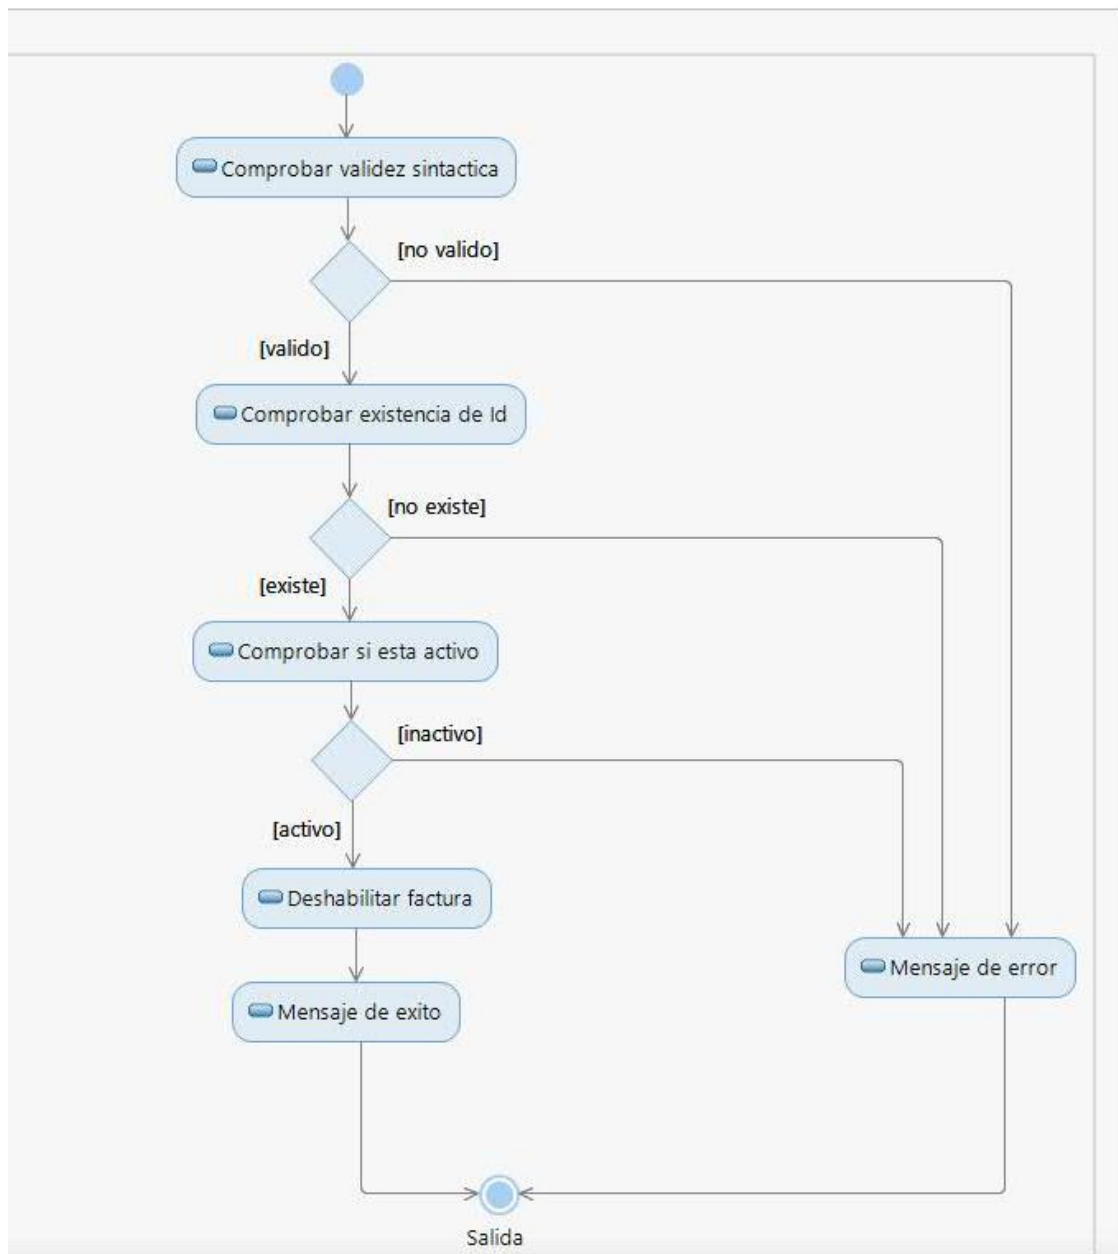 Comprobar validez sintactica
[no valido]
[valido]
Comprobar existencia de Id
[no existe]
[existe]
Comprobar si esta activo
[inactivo]
[activo]
Deshabilitar factura
Mensaje de error
Mensaje de exito
Salida